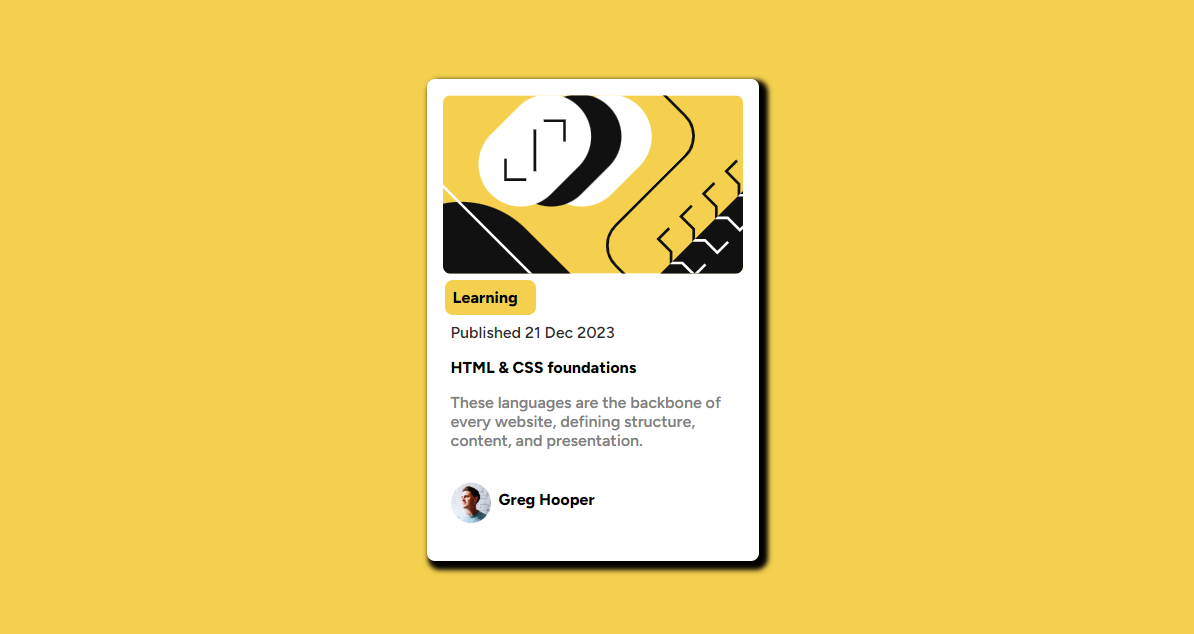 Learning
Published 21 Dec 2023
HTML & CSS foundations
These languages are the backbone of
every website, defining structure,
content, and presentation.
Greg Hooper